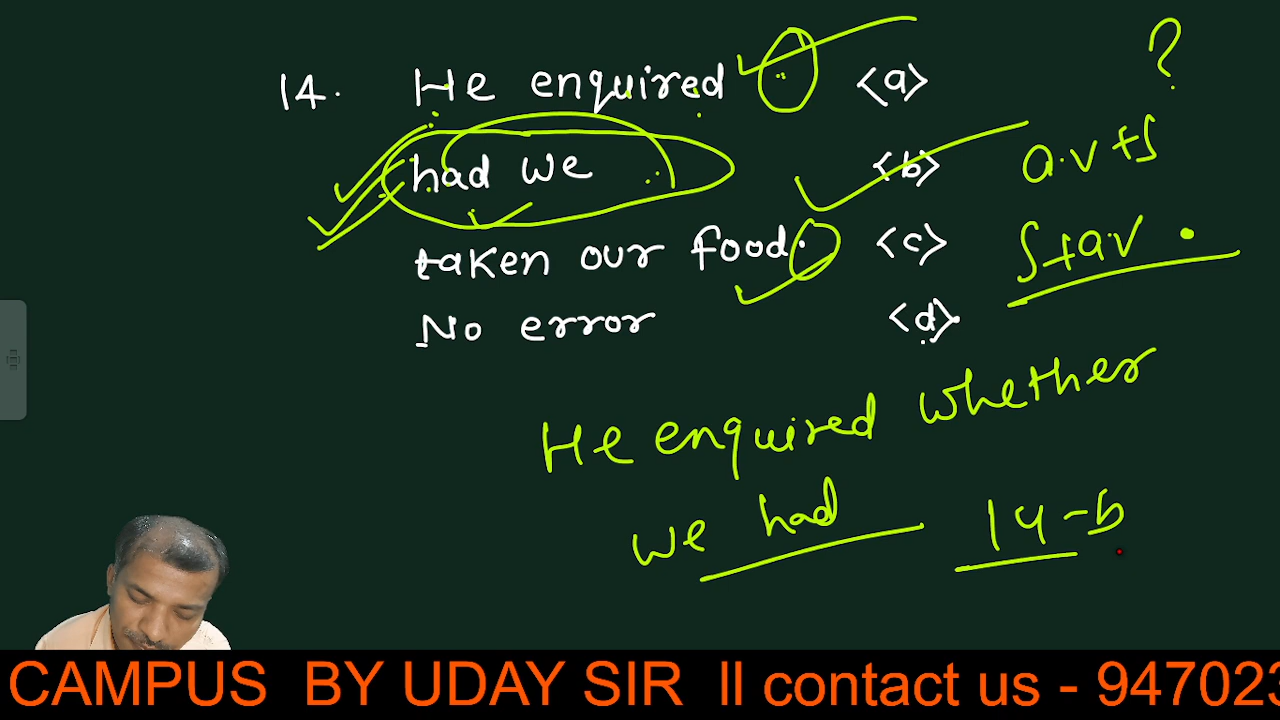 14. He enquired <a> ?
had we <b> a.v + S
taken our food. <c> S + a.v .
No error <d>
He enquired whether
we had 14 - b
CAMPUS BY UDAY SIR ll contact us - 947023